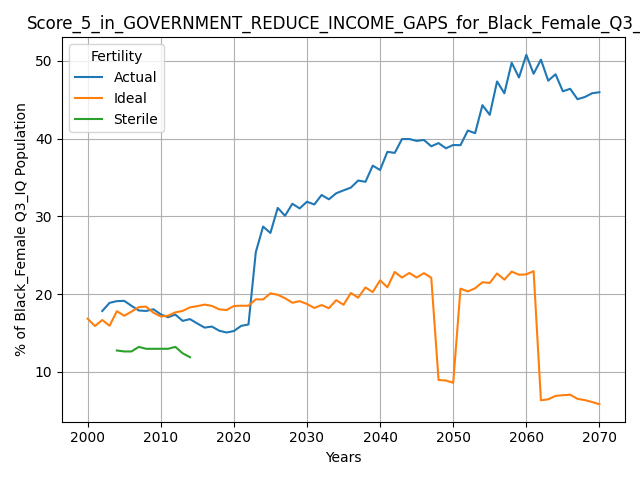 Score_5_in_GOVERNMENT_REDUCE_INCOME_GAPS_for_Black_Female_Q3_
Fertility
Actual
Ideal
Sterile
% of Black_Female Q3_IQ Population
50
40
30
20
10
2000 2010 2020 2030 2040 2050 2060 2070
Years